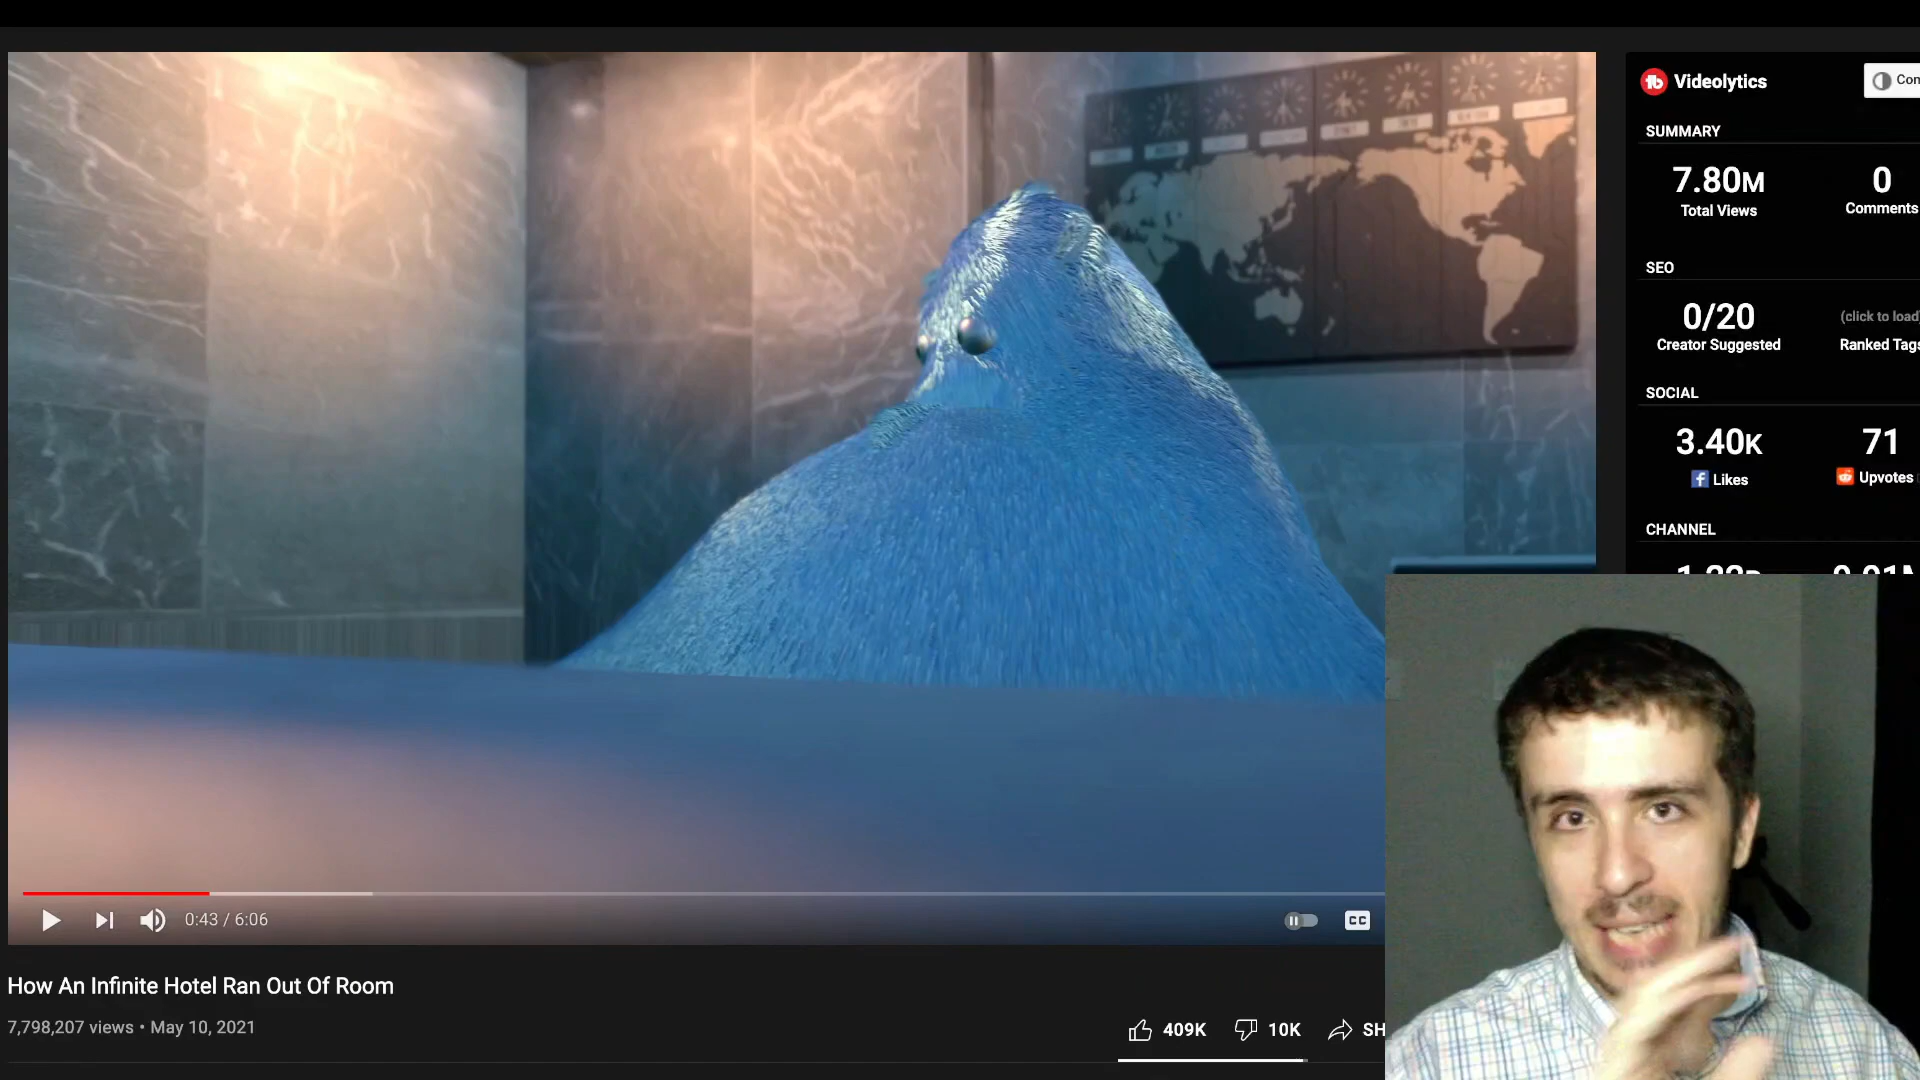 Videolytics
Con
SUMMARY
7.80M
0
Total Views
Comments
SEO
0/20
(click to load)
Creator Suggested
Ranked Tags
SOCIAL
3.40K
71
Likes
Upvotes
CHANNEL
0:43 / 6:06
CC
How An Infinite Hotel Ran Out Of Room
7,798,207 views • May 10, 2021
409K
10K
SH